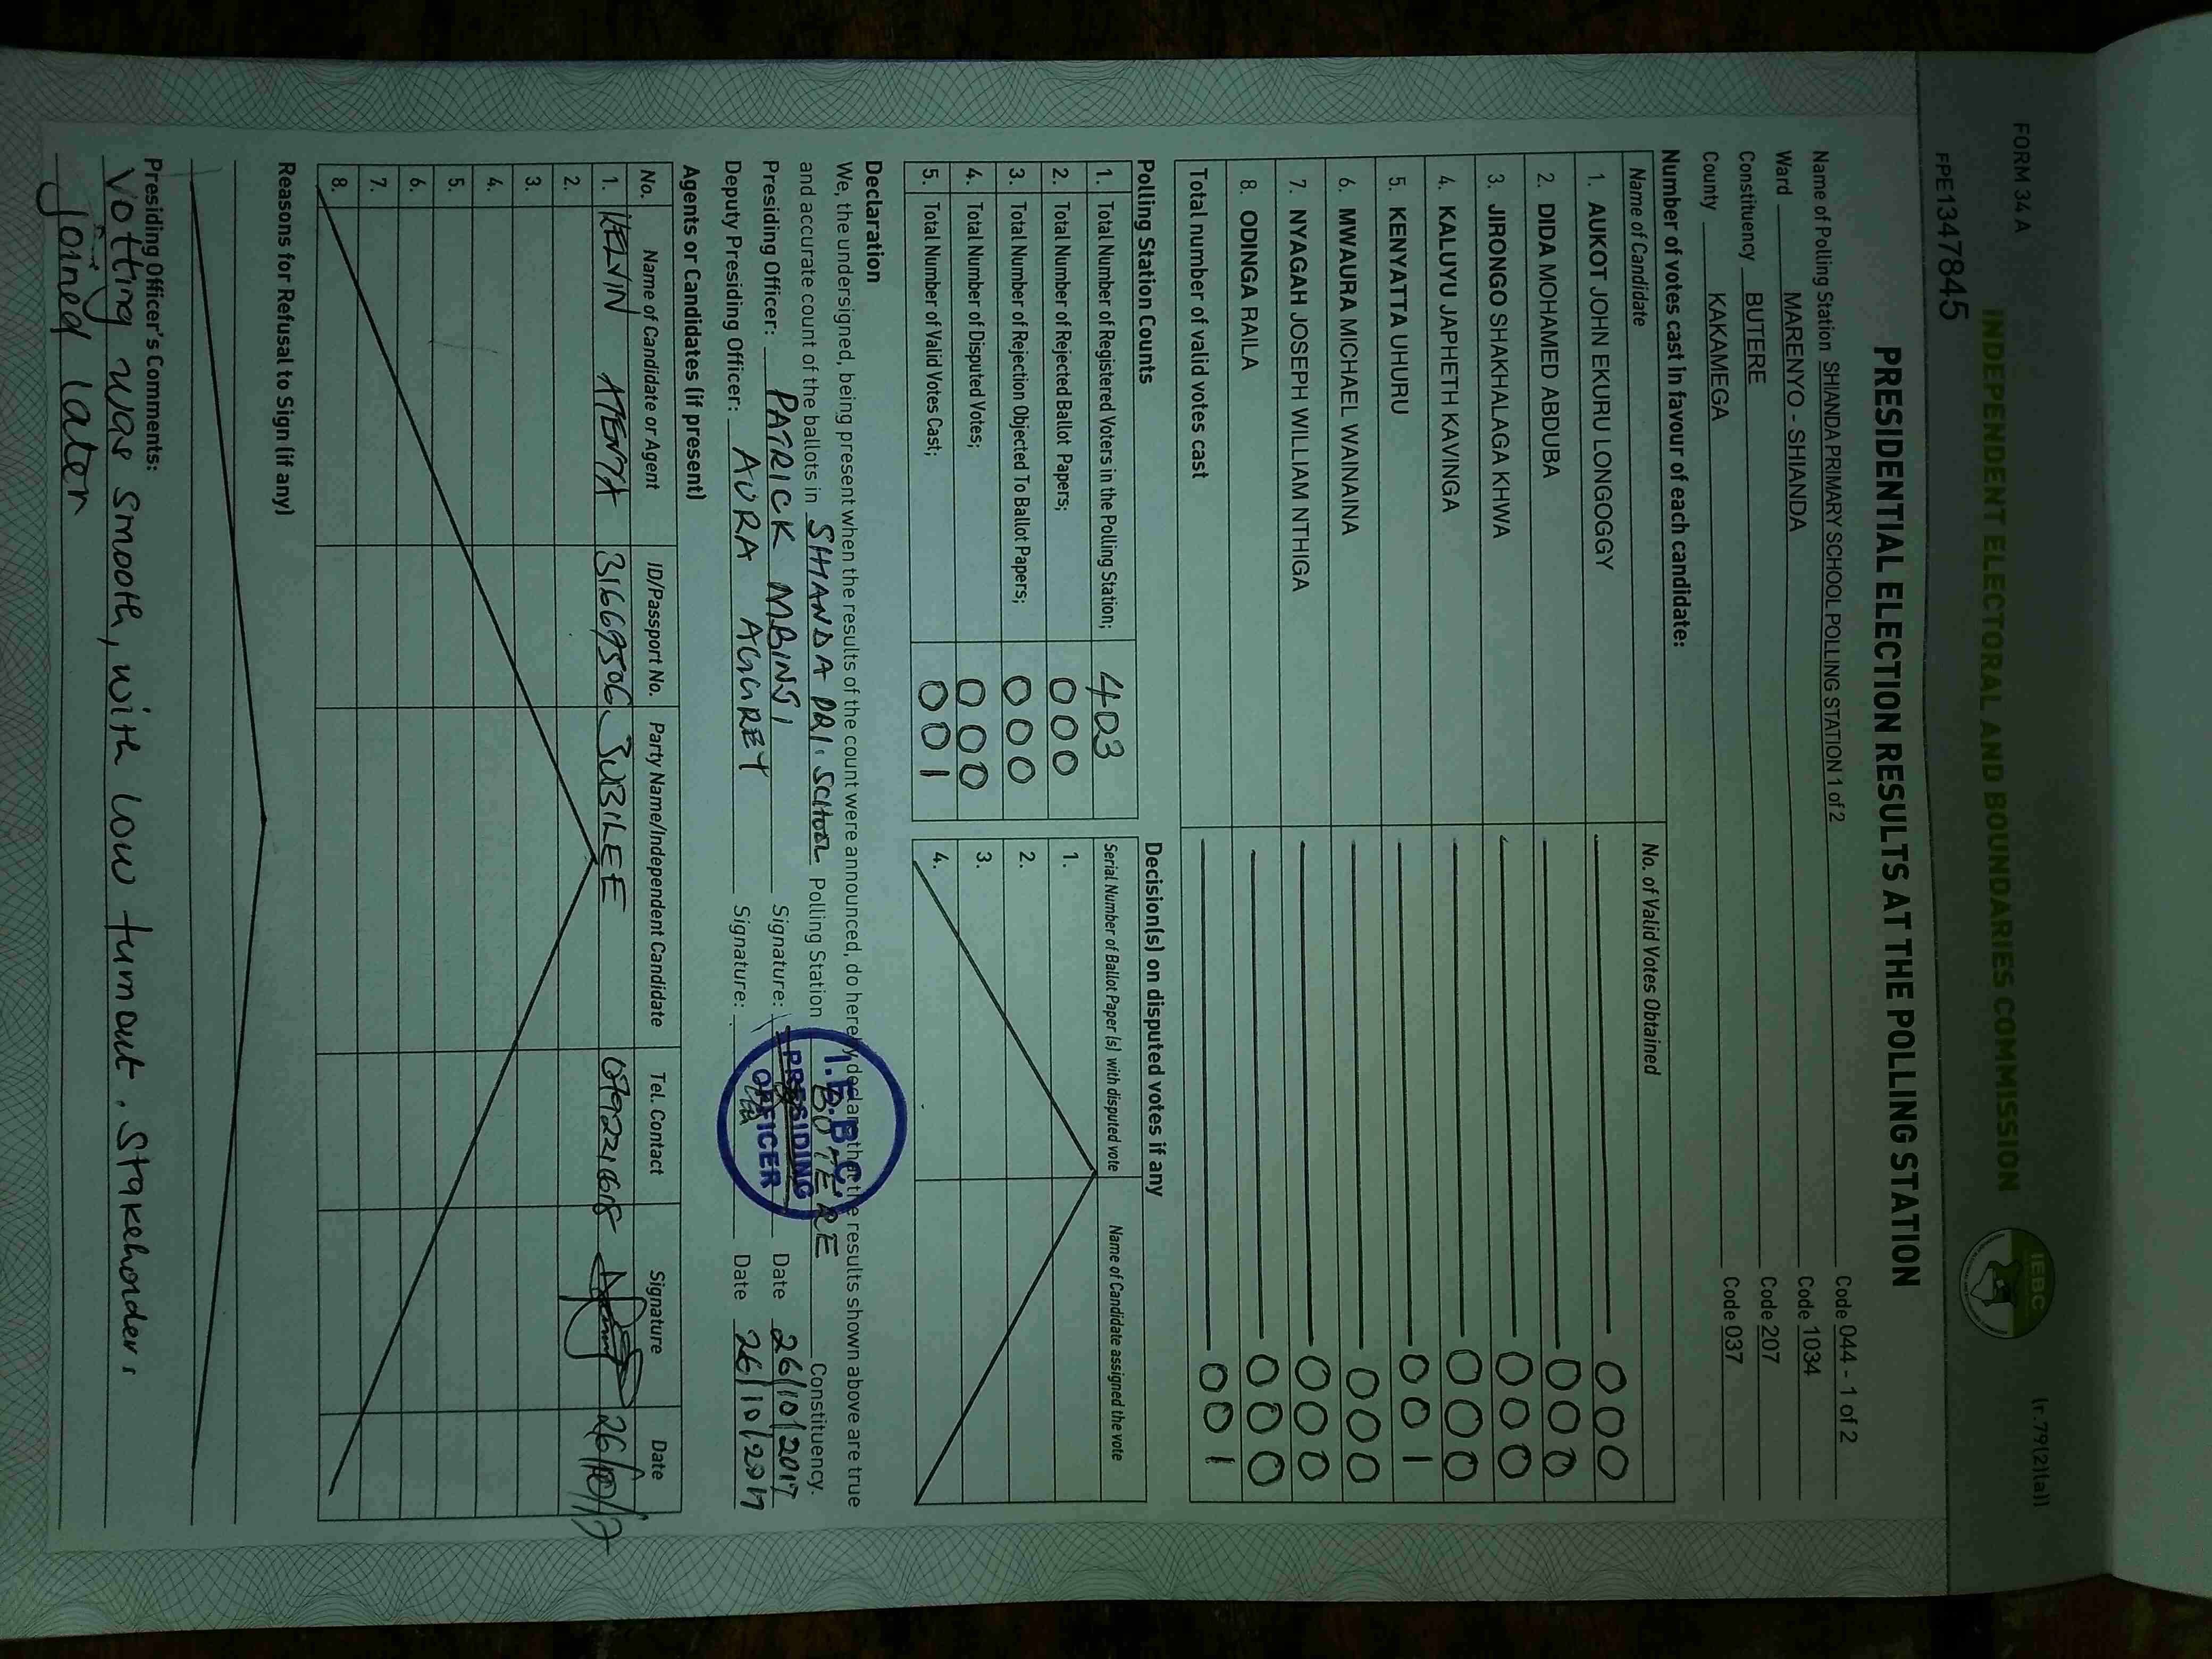 FORM 34 A
(r.79(2)(a))
INDEPENDENT ELECTORAL AND BOUNDARIES COMMISSION
IEBC
FPE1347845
PRESIDENTIAL ELECTION RESULTS AT THE POLLING STATION
Name of Polling Station SHIANDA PRIMARY SCHOOL POLLING STATION 1 of 2 Code 044 - 1 of 2
Ward MARENYO - SHIANDA Code 1034
Constituency BUTERE Code 207
County KAKAMEGA Code 037
Number of votes cast in favour of each candidate:
Name of Candidate No. of Valid Votes Obtained
1. AUKOT JOHN EKURU LONGOGGY 000
2. DIDA MOHAMED ABDUBA 000
3. JIRONGO SHAKHALAGA KHWA 000
4. KALUYU JAPHETH KAVINGA 000
5. KENYATTA UHURU 001
6. MWAURA MICHAEL WAINAINA 000
7. NYAGAH JOSEPH WILLIAM NTHIGA 000
8. ODINGA RAILA 000
Total number of valid votes cast 001
Polling Station Counts
1. Total Number of Registered Voters in the Polling Station; 403
2. Total Number of Rejected Ballot Papers; 000
3. Total Number of Rejection Objected To Ballot Papers; 000
4. Total Number of Disputed Votes; 000
5. Total Number of Valid Votes Cast; 001
Decision(s) on disputed votes if any
Serial Number of Ballot Paper (s) with disputed vote Name of Candidate assigned the vote
1.
2.
3.
4.
Declaration
We, the undersigned, being present when the results of the count were announced, do hereby declare that the results shown above are true
and accurate count of the ballots in SHIANDA PRI. SCHOOL Polling Station BUTERE Constituency.
Presiding Officer: PATRICK MBINSI Signature: Date 26/10/2017
Deputy Presiding Officer: AURA AGGREY Signature: Date 26/10/2017
I.E.B.C.
PRESIDING
OFFICER
Agents or Candidates (if present)
No. Name of Candidate or Agent ID/Passport No. Party Name/Independent Candidate Tel. Contact Signature Date
1. KELVIN 31669506 JUBILEE 26/10/17
2.
3.
4.
5.
6.
7.
8.
Reasons for Refusal to Sign (if any)
Presiding Officer's Comments:
Votting was smooth, with low turnout. Stakeholders
joined later